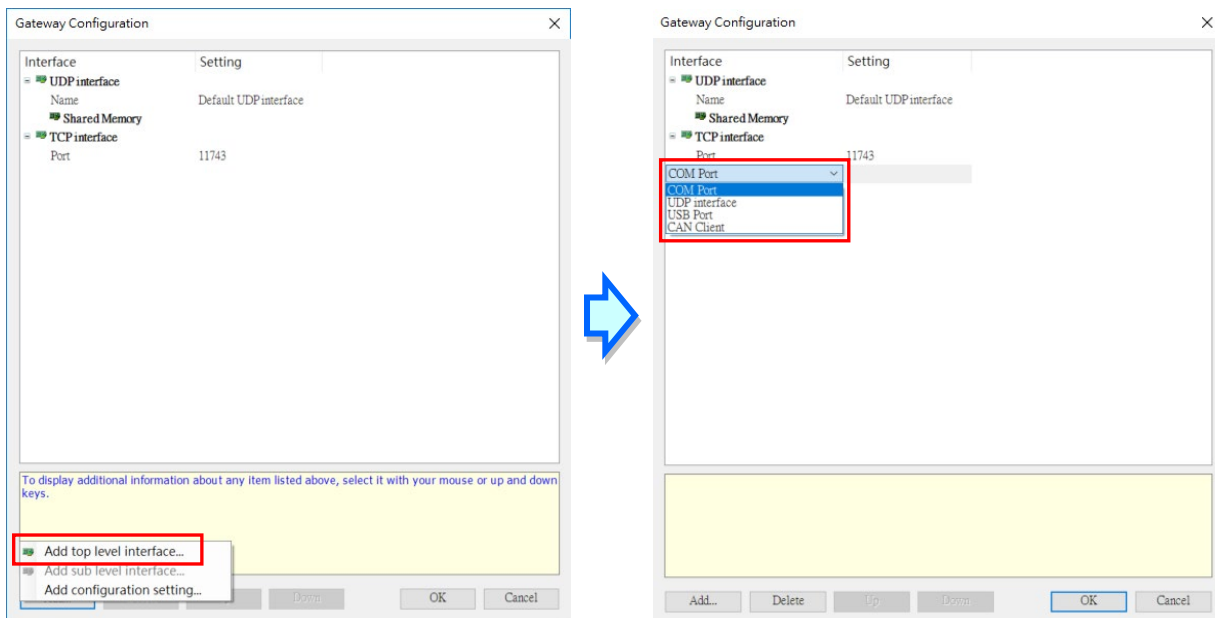 Gateway Configuration
Interface Setting
UDP interface
Name Default UDP interface
Shared Memory
TCP interface
Port 11743
To display additional information about any item listed above, select it with your mouse or up and down
keys.
Add top level interface...
Add sub level interface...
Add configuration setting...
Down OK Cancel
Gateway Configuration
Interface Setting
UDP interface
Name Default UDP interface
Shared Memory
TCP interface
Port 11743
COM Port
COM Port
UDP interface
USB Port
CAN Client
Add... Delete Up Down OK Cancel